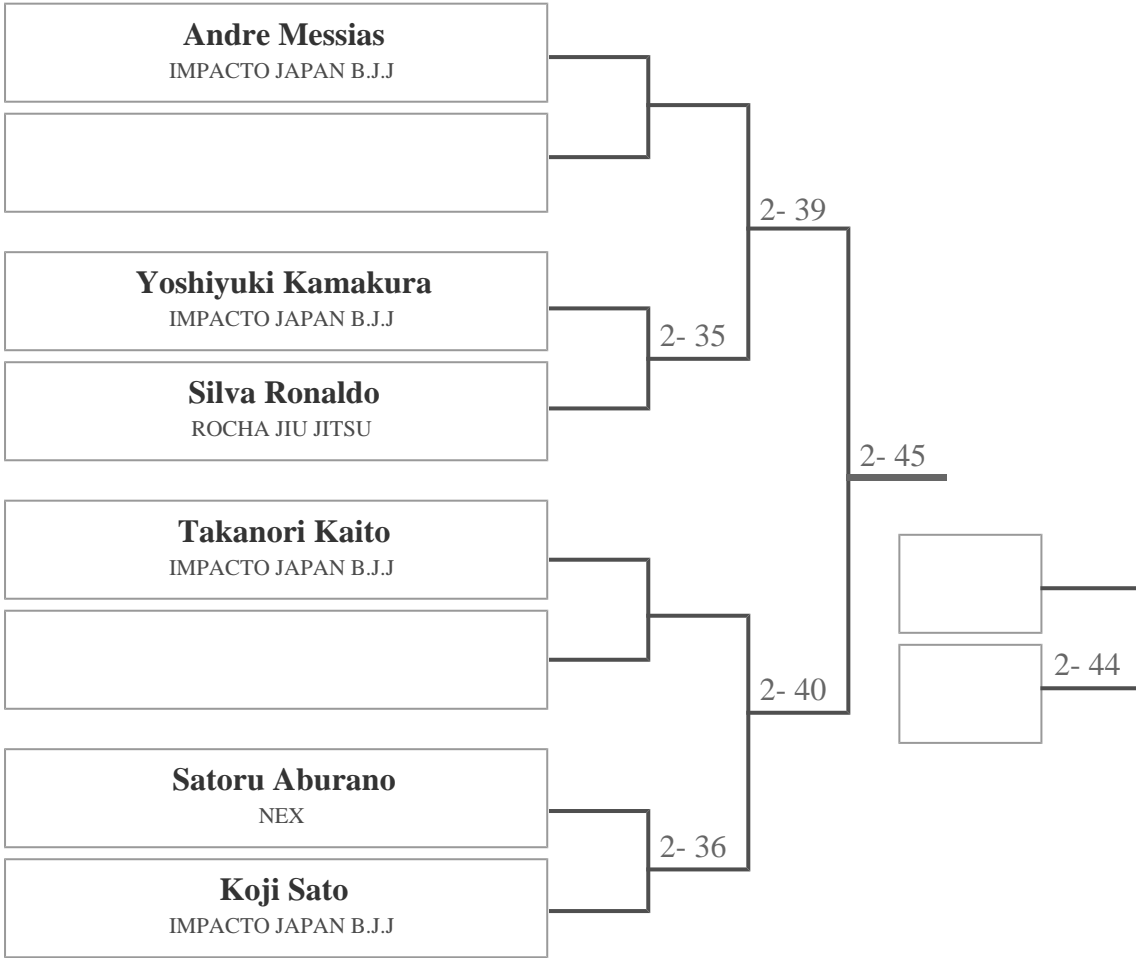 Andre Messias
IMPACTO JAPAN B.J.J
2- 39
Yoshiyuki Kamakura
IMPACTO JAPAN B.J.J
2- 35
Silva Ronaldo
ROCHA JIU JITSU
2- 45
Takanori Kaito
IMPACTO JAPAN B.J.J
2- 44
2- 40
Satoru Aburano
NEX
2- 36
Koji Sato
IMPACTO JAPAN B.J.J